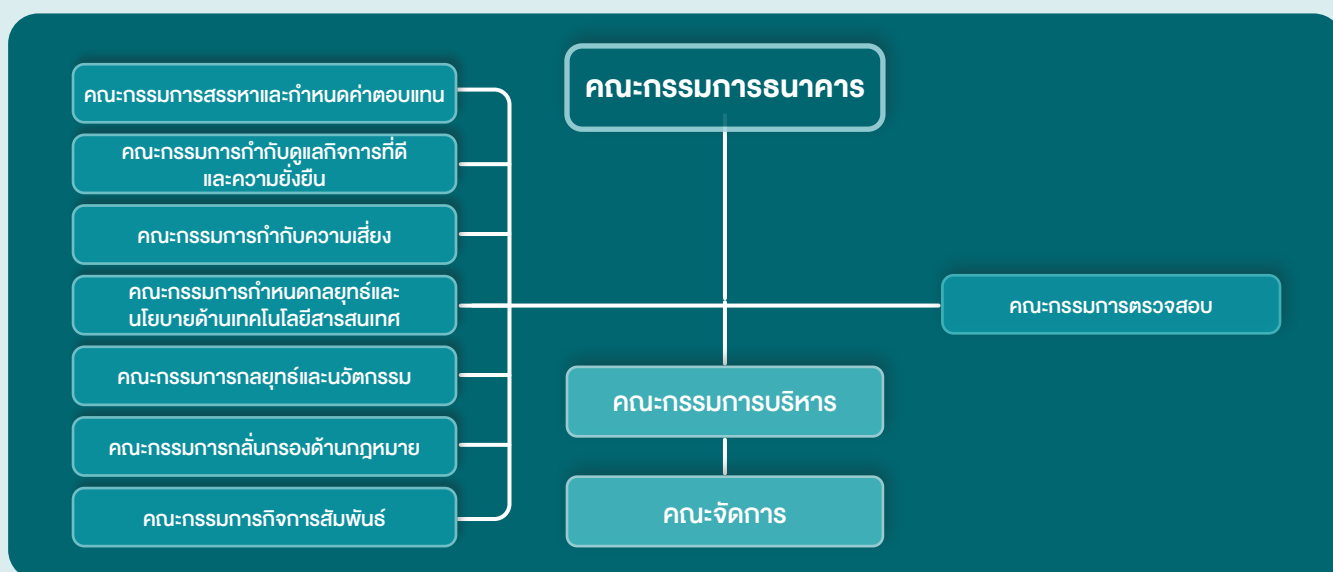 คณะกรรมการธนาคาร
คณะกรรมการสรรหาและกำหนดค่าตอบแทน
คณะกรรมการกำกับดูแลกิจการที่ดี
และความยั่งยืน
คณะกรรมการกำกับความเสี่ยง
คณะกรรมการกำหนดกลยุทธ์และ
นโยบายด้านเทคโนโลยีสารสนเทศ
คณะกรรมการกลยุทธ์และนวัตกรรม
คณะกรรมการกลั่นกรองด้านกฎหมาย
คณะกรรมการกิจการสัมพันธ์
คณะกรรมการตรวจสอบ
คณะกรรมการบริหาร
คณะจัดการ